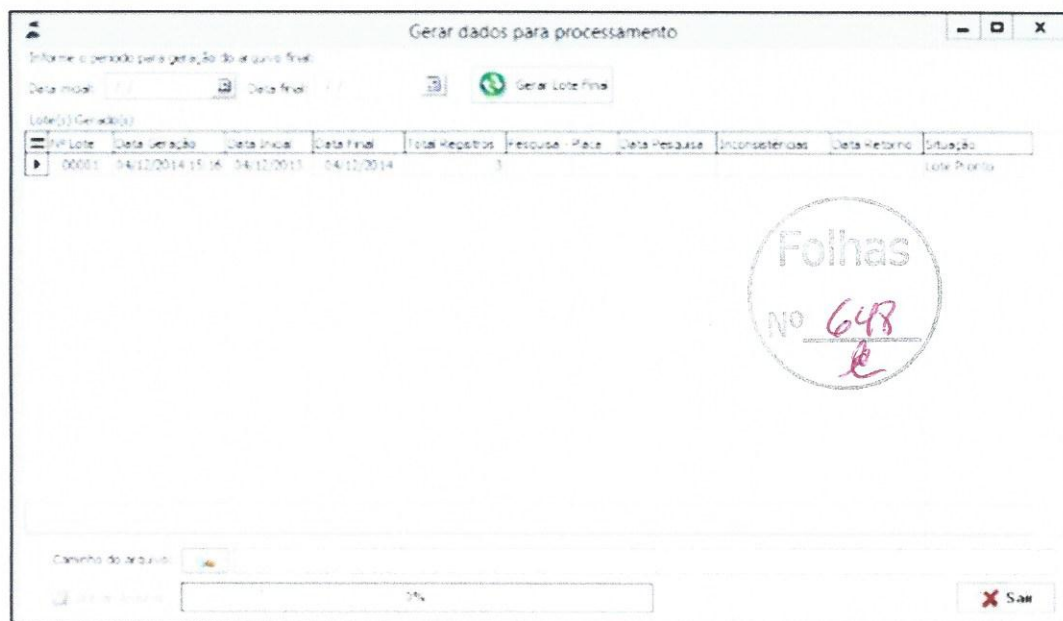 Gerar dados para processamento
Informe o período para geração do arquivo final:
Data inicial: / / Data final: / / Gerar Lote Final
Lote(s) Gerado(s)
Nº Lote Data Geração Data Inicial Data Final Total Registros Pesquisa - Placa Data Pesquisa Inconsistências Data Retorno Situação
00001 04/12/2014 15:16 04/12/2013 04/12/2014 3 Lote Pronto
Folhas
Nº 648
Caminho do arquivo:
Sair